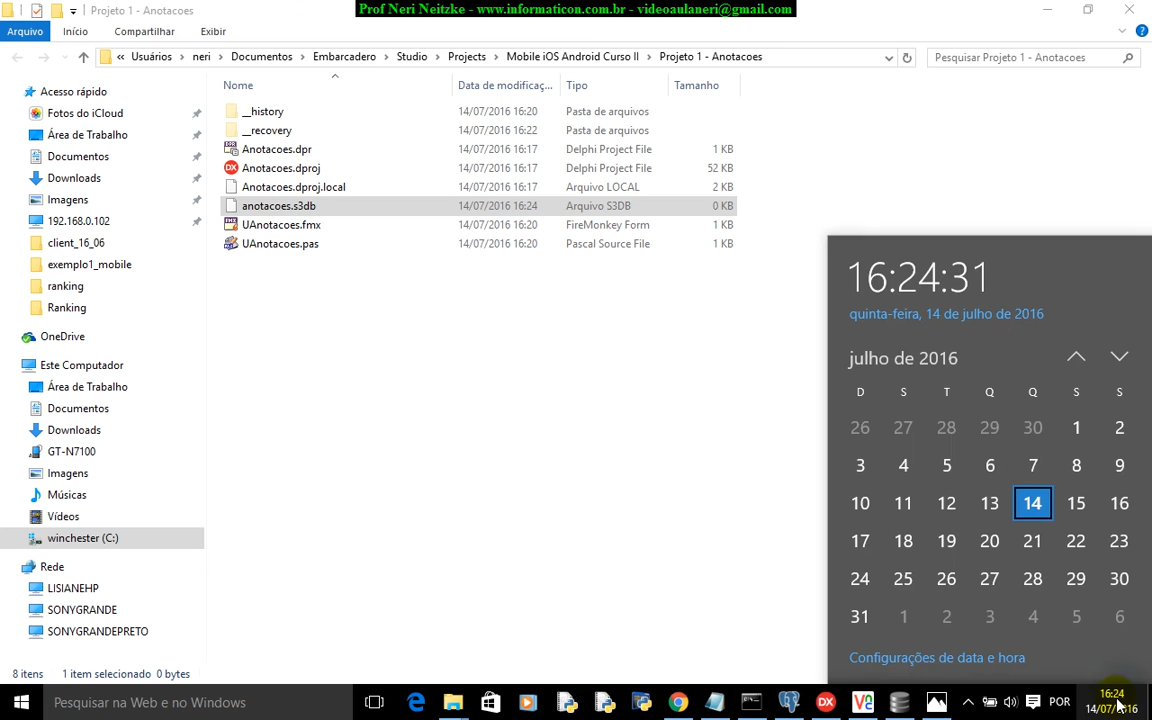 Projeto 1 - Anotacoes
Prof Neri Neitzke - www.informaticon.com.br - videoaulaneri@gmail.com
Arquivo Início Compartilhar Exibir
« Usuários › neri › Documentos › Embarcadero › Studio › Projects › Mobile iOS Android Curso II › Projeto 1 - Anotacoes
Pesquisar Projeto 1 - Anotacoes
Acesso rápido
Fotos do iCloud
Área de Trabalho
Documentos
Downloads
Imagens
192.168.0.102
client_16_06
exemplo1_mobile
ranking
Ranking
OneDrive
Este Computador
Área de Trabalho
Documentos
Downloads
GT-N7100
Imagens
Músicas
Vídeos
winchester (C:)
Rede
LISIANEHP
SONYGRANDE
SONYGRANDEPRETO
Nome Data de modificaç... Tipo Tamanho
__history 14/07/2016 16:20 Pasta de arquivos
__recovery 14/07/2016 16:22 Pasta de arquivos
Anotacoes.dpr 14/07/2016 16:17 Delphi Project File 1 KB
Anotacoes.dproj 14/07/2016 16:17 Delphi Project File 52 KB
Anotacoes.dproj.local 14/07/2016 16:17 Arquivo LOCAL 2 KB
anotacoes.s3db 14/07/2016 16:24 Arquivo S3DB 0 KB
UAnotacoes.fmx 14/07/2016 16:20 FireMonkey Form 1 KB
UAnotacoes.pas 14/07/2016 16:20 Pascal Source File 1 KB
16:24:31
quinta-feira, 14 de julho de 2016
julho de 2016
D S T Q Q S S
26 27 28 29 30 1 2
3 4 5 6 7 8 9
10 11 12 13 14 15 16
17 18 19 20 21 22 23
24 25 26 27 28 29 30
31 1 2 3 4 5 6
Configurações de data e hora
8 itens 1 item selecionado 0 bytes
Pesquisar na Web e no Windows
DX
POR
16:24
14/07/2016